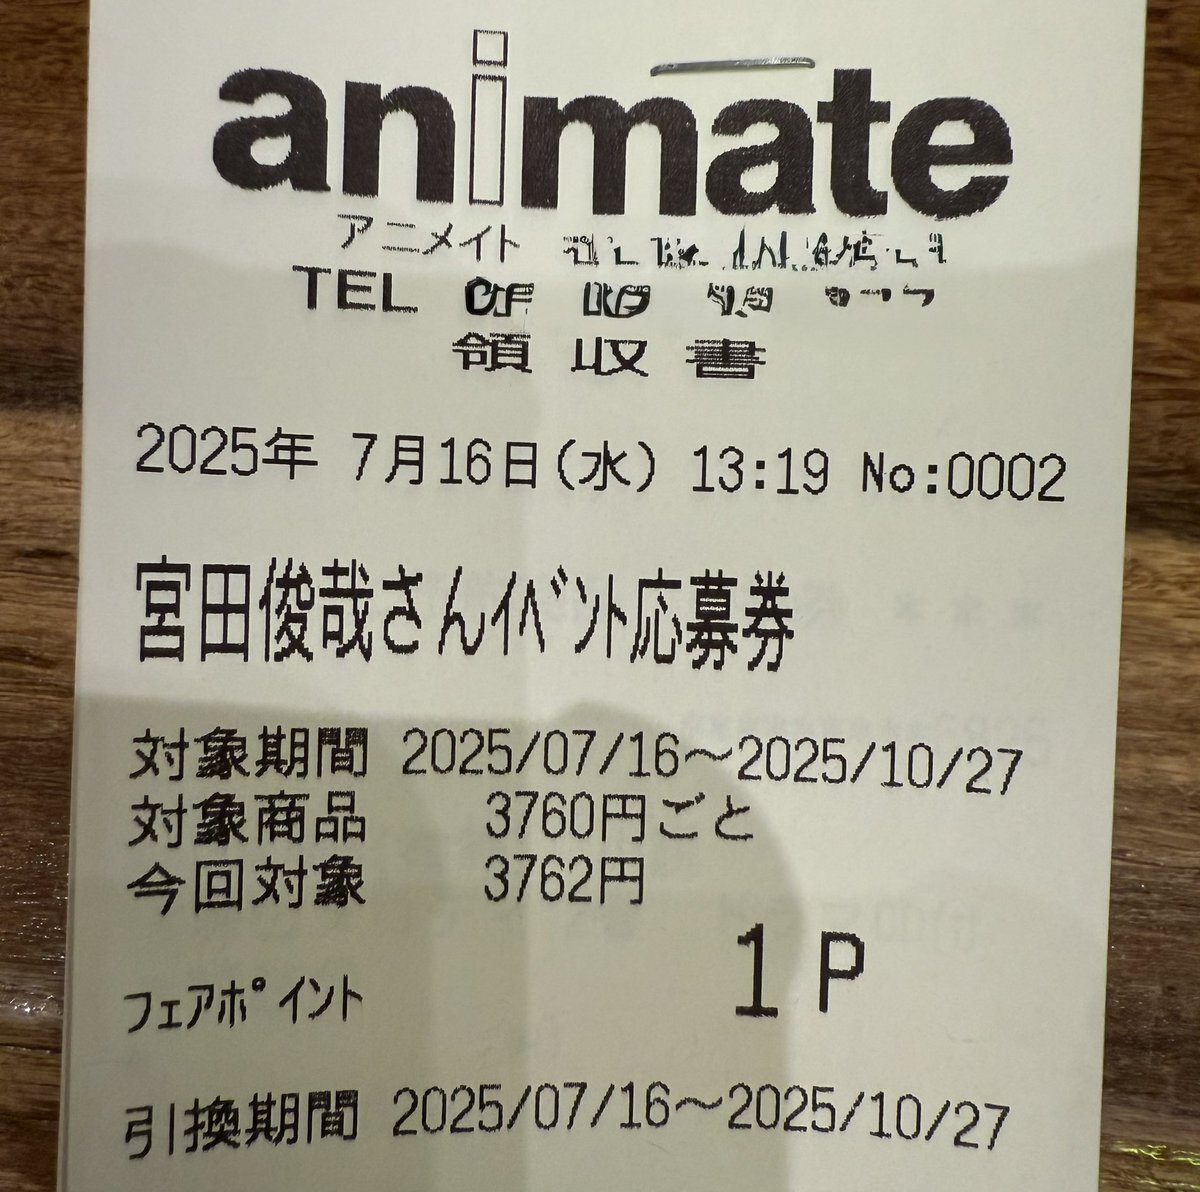 animate
アニメイト
TEL
領収書
2025年 7月16日(水) 13:19 No:0002
宮田俊哉さんイベント応募券
対象期間 2025/07/16～2025/10/27
対象商品 3760円ごと
今回対象 3762円
1P
フェアポイント
引換期間 2025/07/16～2025/10/27